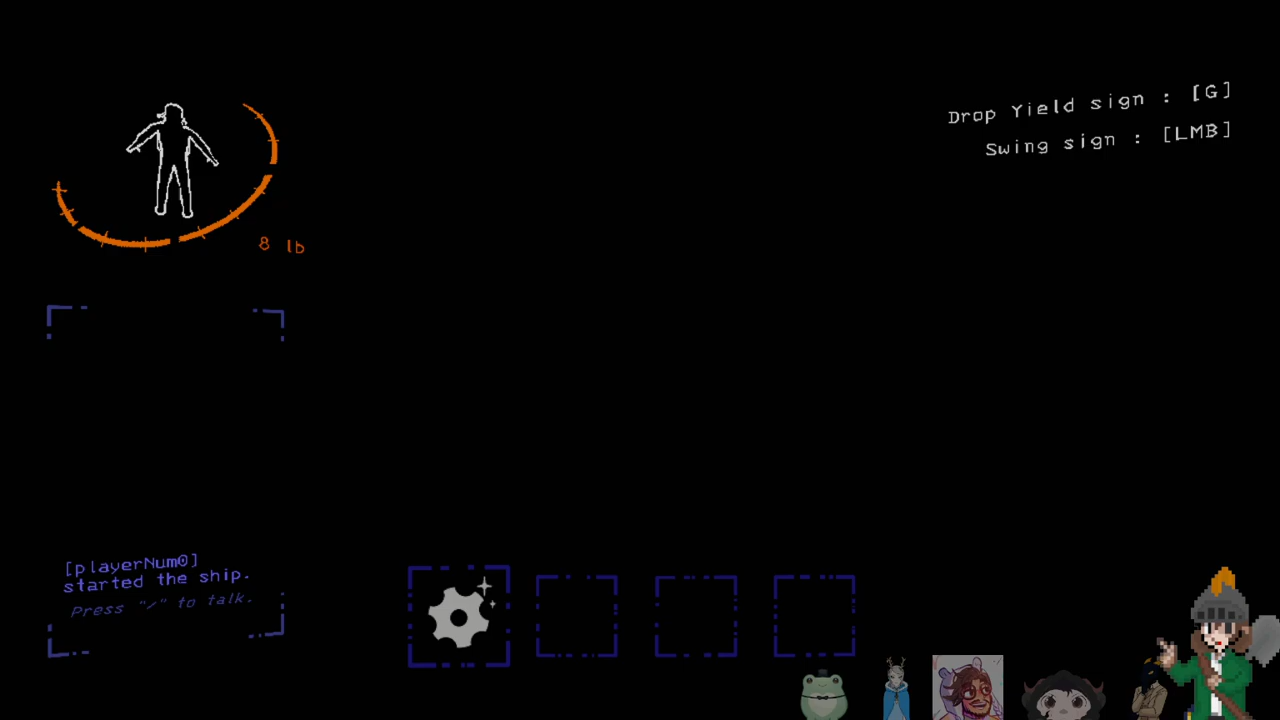 Drop Yield sign : [G]
Swing sign : [LMB]
8 lb
[playerNum0]
started the ship.
Press "/" to talk.